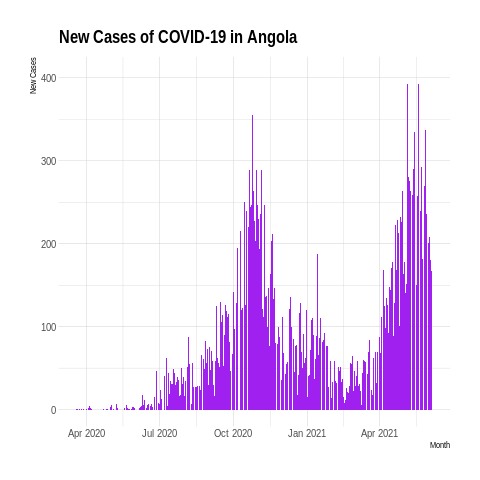 New Cases of COVID-19 in Angola
New Cases
400
300
200
100
0
Apr 2020 Jul 2020 Oct 2020 Jan 2021 Apr 2021
Month